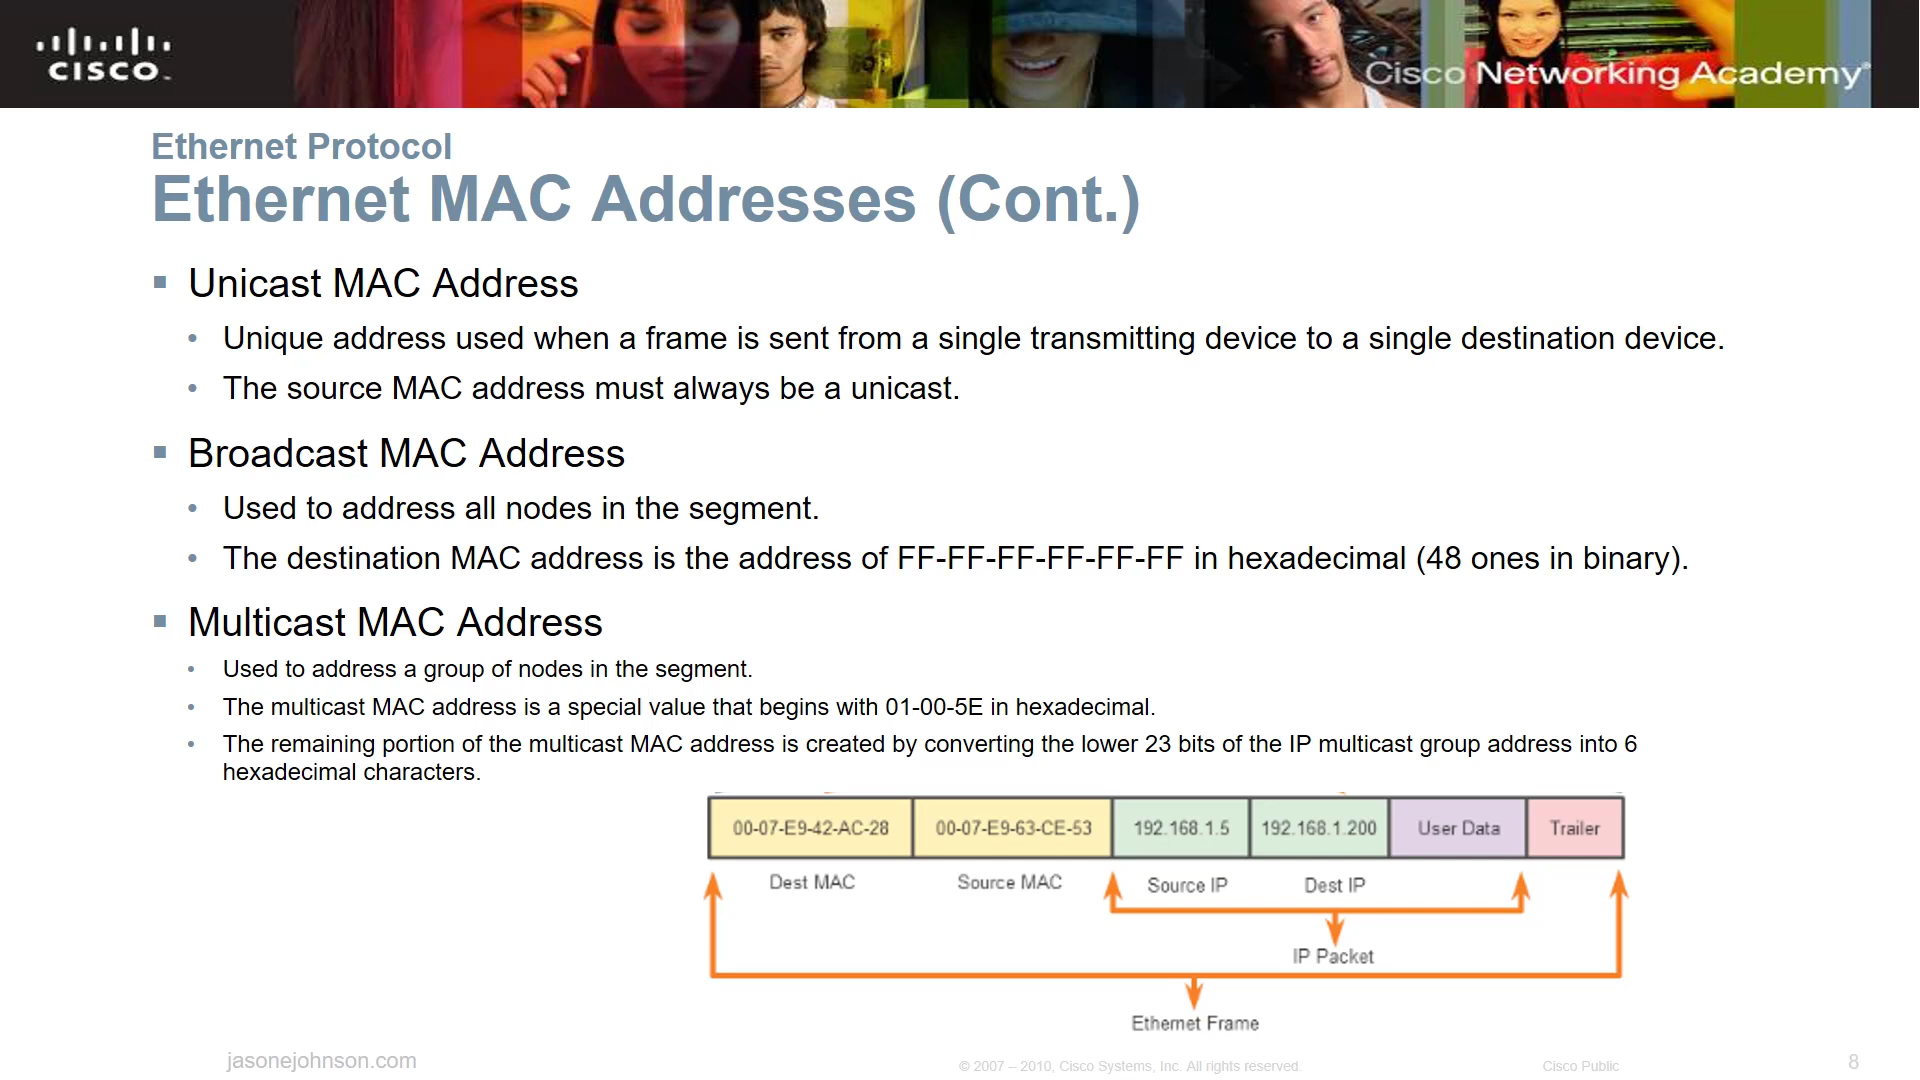 CISCO
Cisco Networking Academy®
Ethernet Protocol
Ethernet MAC Addresses (Cont.)
▪ Unicast MAC Address
• Unique address used when a frame is sent from a single transmitting device to a single destination device.
• The source MAC address must always be a unicast.
▪ Broadcast MAC Address
• Used to address all nodes in the segment.
• The destination MAC address is the address of FF-FF-FF-FF-FF-FF in hexadecimal (48 ones in binary).
▪ Multicast MAC Address
• Used to address a group of nodes in the segment.
• The multicast MAC address is a special value that begins with 01-00-5E in hexadecimal.
• The remaining portion of the multicast MAC address is created by converting the lower 23 bits of the IP multicast group address into 6
hexadecimal characters.
00-07-E9-42-AC-28 00-07-E9-63-CE-53 192.168.1.5 192.168.1.200 User Data Trailer
Dest MAC Source MAC Source IP Dest IP
IP Packet
Ethernet Frame
jasonejohnson.com © 2007 – 2010, Cisco Systems, Inc. All rights reserved. Cisco Public 8